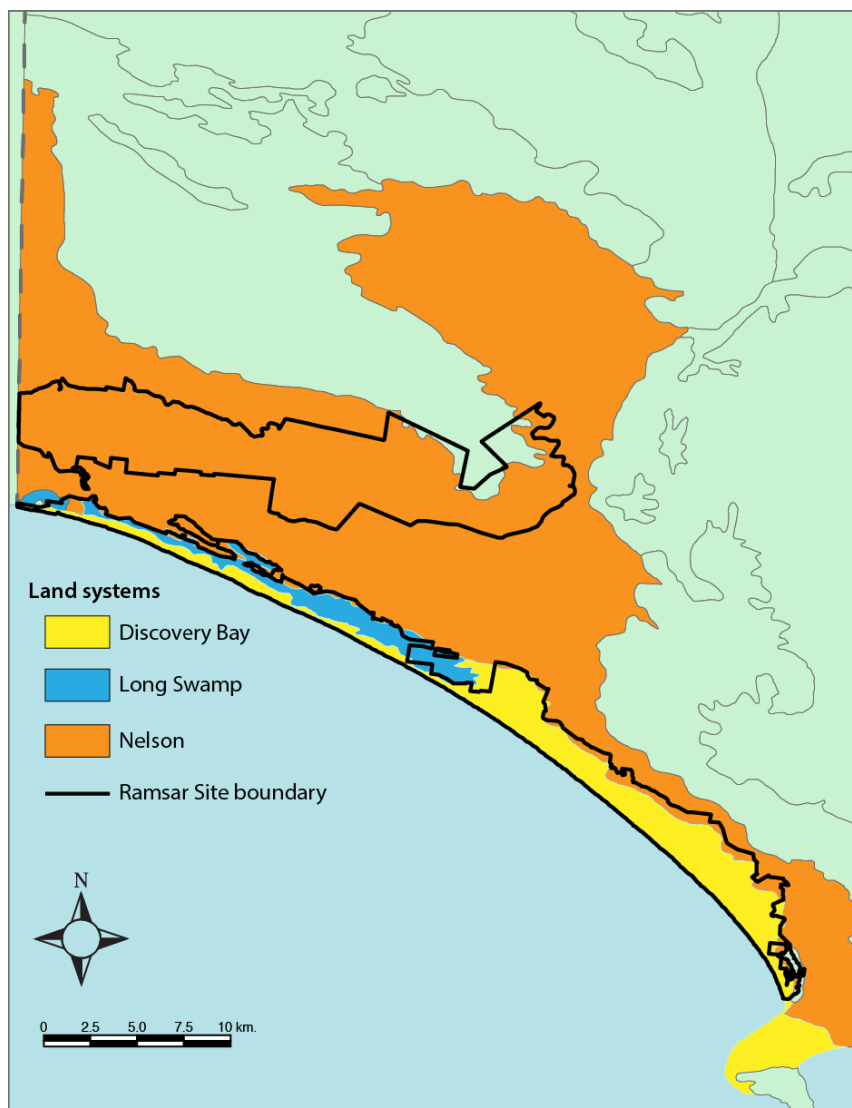 Land systems
Discovery Bay
Long Swamp
Nelson
Ramsar Site boundary
N
0 2.5 5.0 7.5 10 km.